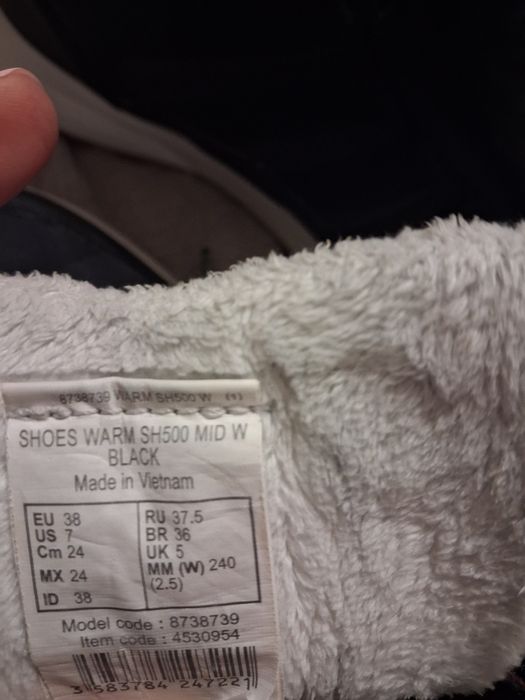 8738739 WARM SH500 W (1)
SHOES WARM SH500 MID W
BLACK
Made in Vietnam
EU 38
US 7
Cm 24
MX 24
ID 38
RU 37.5
BR 36
UK 5
MM (W) 240
(2.5)
Model code : 8738739
Item code : 4530954
3 583784 247221